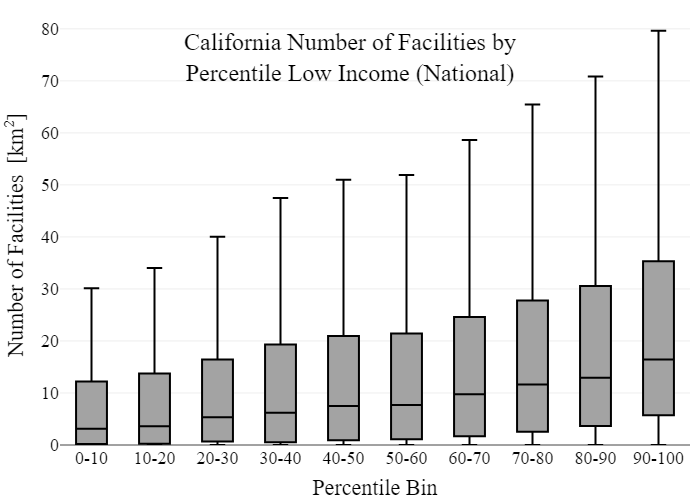 California Number of Facilities by
Percentile Low Income (National)
Number of Facilities [km²]
80
70
60
50
40
30
20
10
0
0-10 10-20 20-30 30-40 40-50 50-60 60-70 70-80 80-90 90-100
Percentile Bin